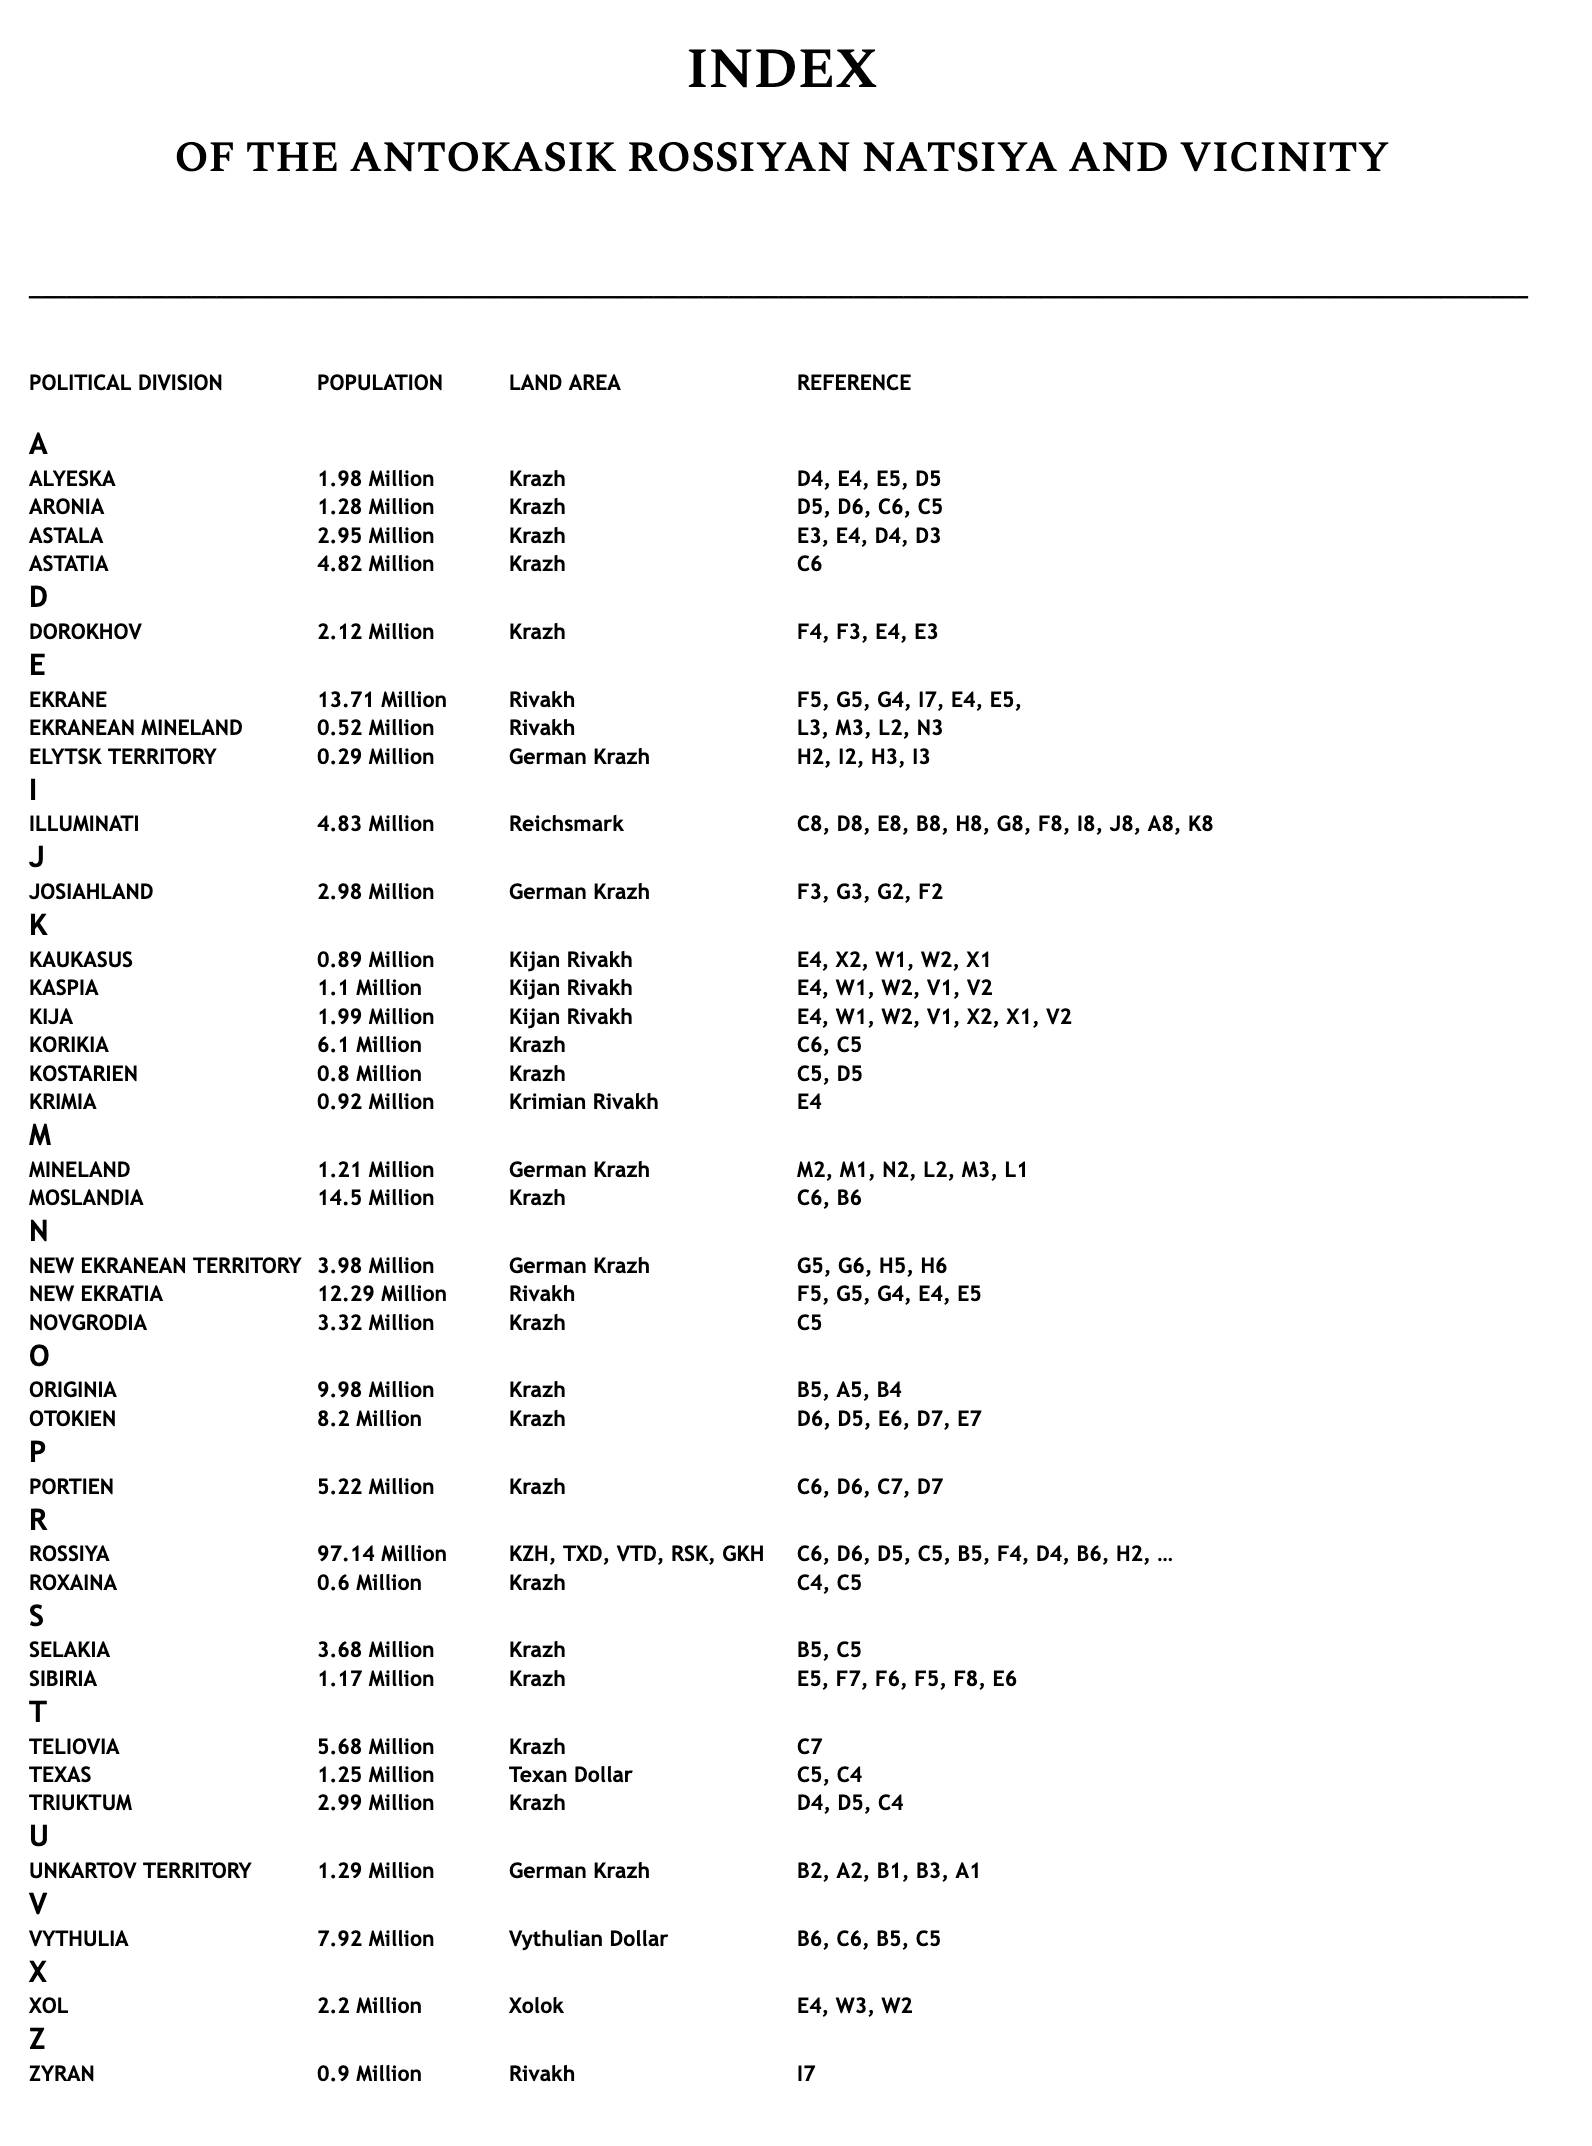 INDEX
OF THE ANTOKASIK ROSSIYAN NATSIYA AND VICINITY
POLITICAL DIVISION POPULATION LAND AREA REFERENCE
A
ALYESKA 1.98 Million Krazh D4, E4, E5, D5
ARONIA 1.28 Million Krazh D5, D6, C6, C5
ASTALA 2.95 Million Krazh E3, E4, D4, D3
ASTATIA 4.82 Million Krazh C6
D
DOROKHOV 2.12 Million Krazh F4, F3, E4, E3
E
EKRANE 13.71 Million Rivakh F5, G5, G4, I7, E4, E5,
EKRANEAN MINELAND 0.52 Million Rivakh L3, M3, L2, N3
ELYTSK TERRITORY 0.29 Million German Krazh H2, I2, H3, I3
I
ILLUMINATI 4.83 Million Reichsmark C8, D8, E8, B8, H8, G8, F8, I8, J8, A8, K8
J
JOSIAHLAND 2.98 Million German Krazh F3, G3, G2, F2
K
KAUKASUS 0.89 Million Kijan Rivakh E4, X2, W1, W2, X1
KASPIA 1.1 Million Kijan Rivakh E4, W1, W2, V1, V2
KIJA 1.99 Million Kijan Rivakh E4, W1, W2, V1, X2, X1, V2
KORIKIA 6.1 Million Krazh C6, C5
KOSTARIEN 0.8 Million Krazh C5, D5
KRIMIA 0.92 Million Krimian Rivakh E4
M
MINELAND 1.21 Million German Krazh M2, M1, N2, L2, M3, L1
MOSLANDIA 14.5 Million Krazh C6, B6
N
NEW EKRANEAN TERRITORY 3.98 Million German Krazh G5, G6, H5, H6
NEW EKRATIA 12.29 Million Rivakh F5, G5, G4, E4, E5
NOVGRODIA 3.32 Million Krazh C5
O
ORIGINIA 9.98 Million Krazh B5, A5, B4
OTOKIEN 8.2 Million Krazh D6, D5, E6, D7, E7
P
PORTIEN 5.22 Million Krazh C6, D6, C7, D7
R
ROSSIYA 97.14 Million KZH, TXD, VTD, RSK, GKH C6, D6, D5, C5, B5, F4, D4, B6, H2, ...
ROXAINA 0.6 Million Krazh C4, C5
S
SELAKIA 3.68 Million Krazh B5, C5
SIBIRIA 1.17 Million Krazh E5, F7, F6, F5, F8, E6
T
TELIOVIA 5.68 Million Krazh C7
TEXAS 1.25 Million Texan Dollar C5, C4
TRIUKTUM 2.99 Million Krazh D4, D5, C4
U
UNKARTOV TERRITORY 1.29 Million German Krazh B2, A2, B1, B3, A1
V
VYTHULIA 7.92 Million Vythulian Dollar B6, C6, B5, C5
X
XOL 2.2 Million Xolok E4, W3, W2
Z
ZYRAN 0.9 Million Rivakh I7